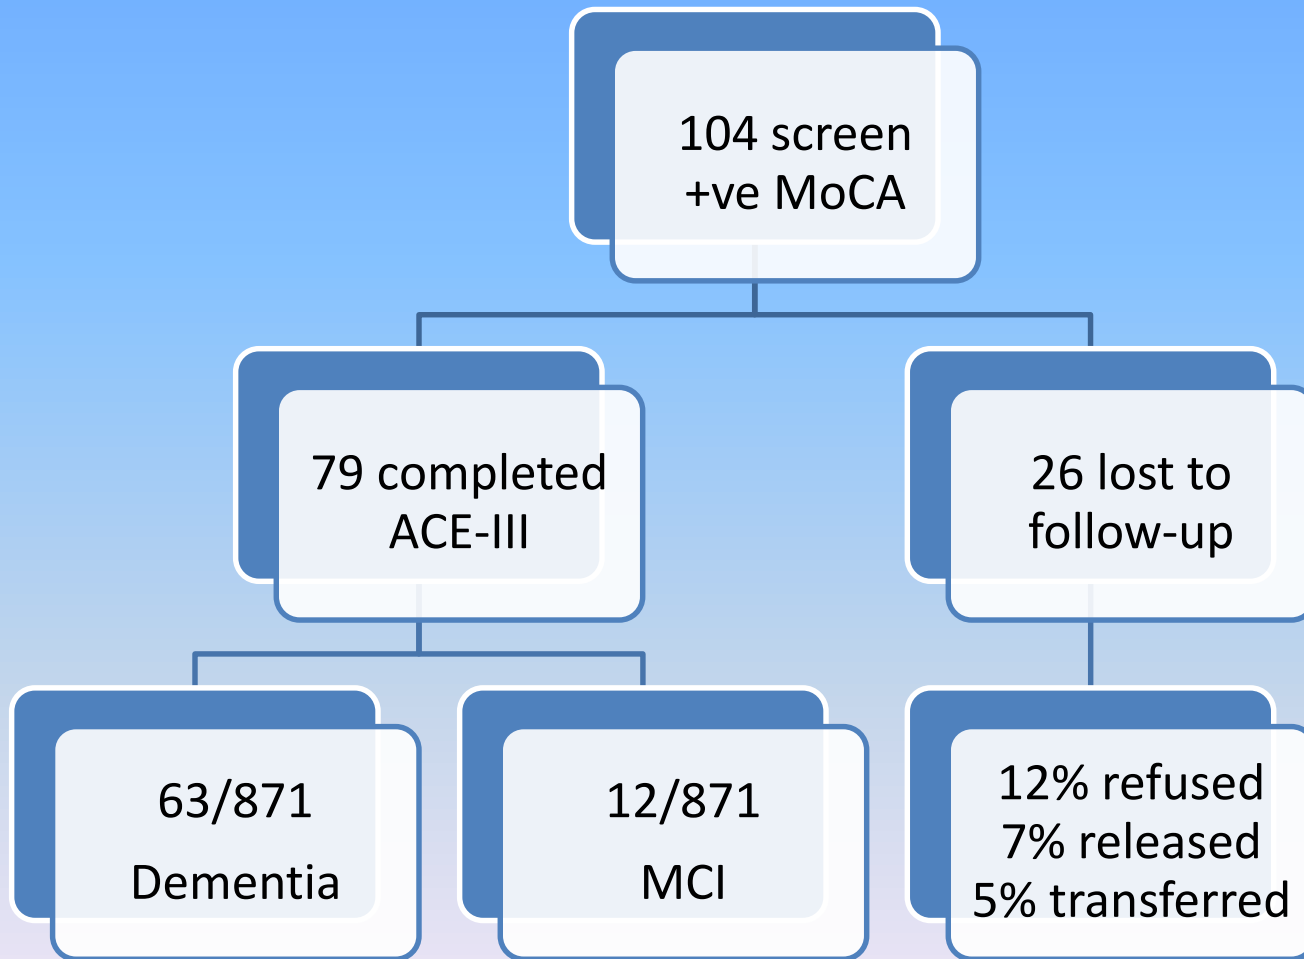 104 screen
+ve MoCA
79 completed
ACE-III
26 lost to
follow-up
63/871
Dementia
12/871
MCI
12% refused
7% released
5% transferred